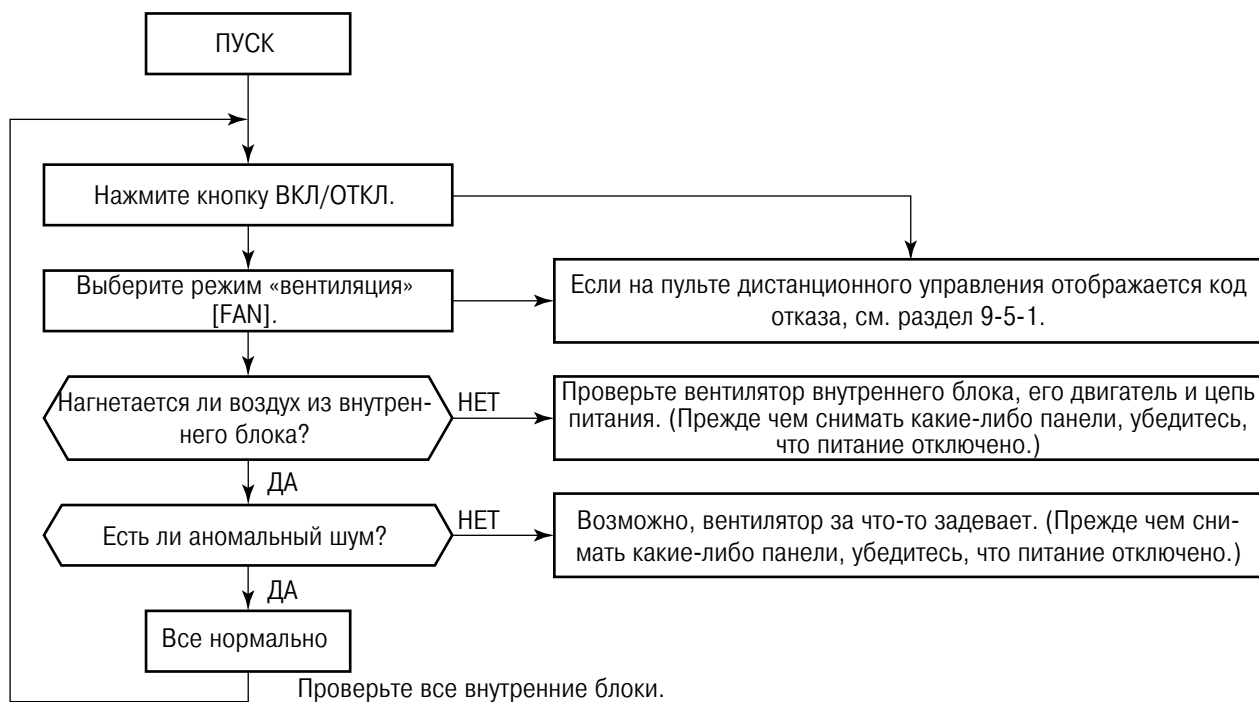 ПУСК
Нажмите кнопку ВКЛ/ОТКЛ.
Выберите режим «вентиляция»
[FAN].
Если на пульте дистанционного управления отображается код
отказа, см. раздел 9-5-1.
Нагнетается ли воздух из внутрен-
него блока?
НЕТ
Проверьте вентилятор внутреннего блока, его двигатель и цепь
питания. (Прежде чем снимать какие-либо панели, убедитесь,
что питание отключено.)
ДА
Есть ли аномальный шум?
НЕТ
Возможно, вентилятор за что-то задевает. (Прежде чем сни-
мать какие-либо панели, убедитесь, что питание отключено.)
ДА
Все нормально
Проверьте все внутренние блоки.